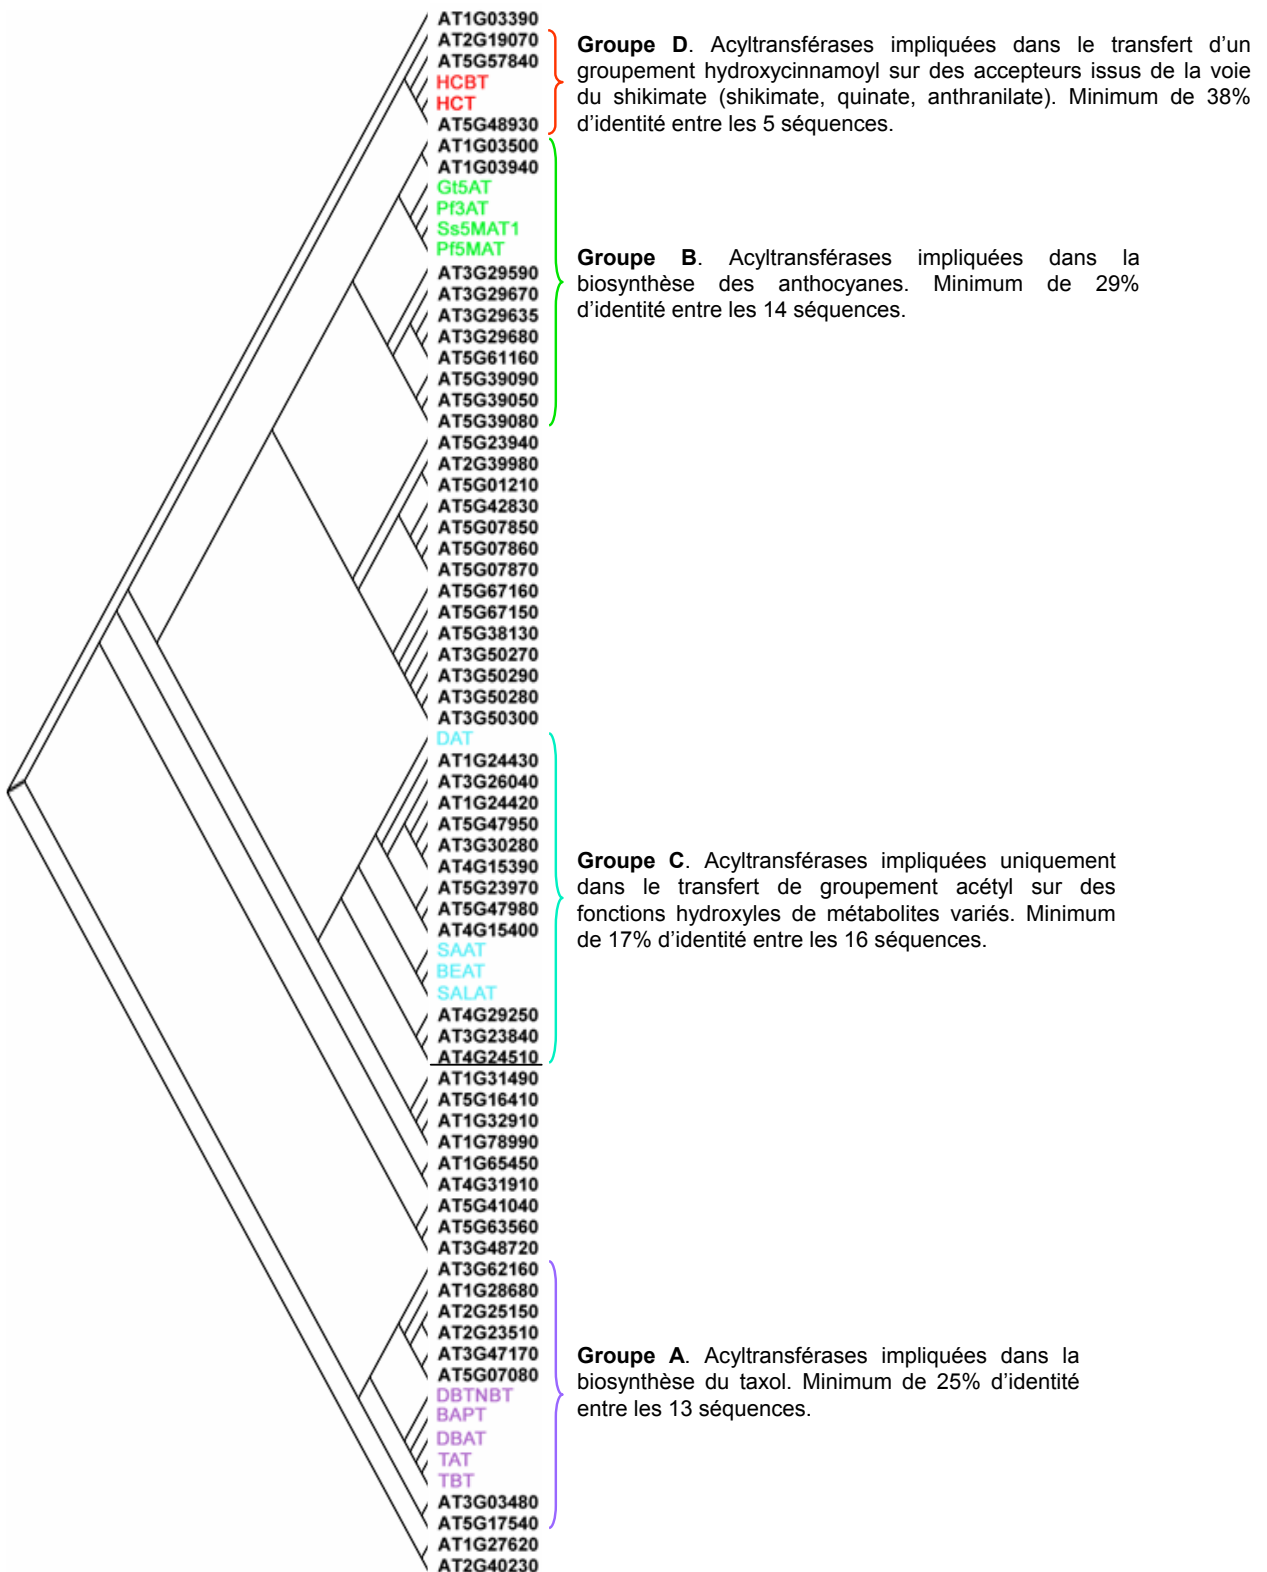 AT1G03390
AT2G19070
AT5G57840
HCBT
HCT
AT5G48930
AT1G03500
AT1G03940
Gt5AT
Pf3AT
Ss5MAT1
Pf5MAT
AT3G29590
AT3G29670
AT3G29635
AT3G29680
AT5G61160
AT5G39090
AT5G39050
AT5G39080
AT5G23940
AT2G39980
AT5G01210
AT5G42830
AT5G07850
AT5G07860
AT5G07870
AT5G67160
AT5G67150
AT5G38130
AT3G50270
AT3G50290
AT3G50280
AT3G50300
DAT
AT1G24430
AT3G26040
AT1G24420
AT5G47950
AT3G30280
AT4G15390
AT5G23970
AT5G47980
AT4G15400
SAAT
BEAT
SALAT
AT4G29250
AT3G23840
AT4G24510
AT1G31490
AT5G16410
AT1G32910
AT1G78990
AT1G65450
AT4G31910
AT5G41040
AT5G63560
AT3G48720
AT3G62160
AT1G28680
AT2G25150
AT2G23510
AT3G47170
AT5G07080
DBTNBT
BAPT
DBAT
TAT
TBT
AT3G03480
AT5G17540
AT1G27620
AT2G40230
Groupe D. Acyltransférases impliquées dans le transfert d’un
groupement hydroxycinnamoyl sur des accepteurs issus de la voie
du shikimate (shikimate, quinate, anthranilate). Minimum de 38%
d’identité entre les 5 séquences.
Groupe B. Acyltransférases impliquées dans la
biosynthèse des anthocyanes. Minimum de 29%
d’identité entre les 14 séquences.
Groupe C. Acyltransférases impliquées uniquement
dans le transfert de groupement acétyl sur des
fonctions hydroxyles de métabolites variés. Minimum
de 17% d’identité entre les 16 séquences.
Groupe A. Acyltransférases impliquées dans la
biosynthèse du taxol. Minimum de 25% d’identité
entre les 13 séquences.